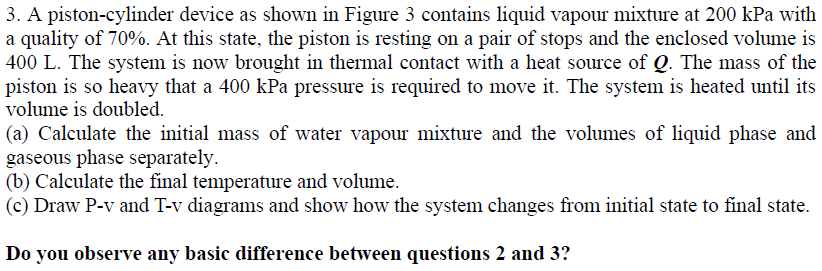 3. A piston-cylinder device as shown in Figure 3 contains liquid vapour mixture at 200 kPa with
a quality of 70%. At this state, the piston is resting on a pair of stops and the enclosed volume is
400 L. The system is now brought in thermal contact with a heat source of Q. The mass of the
piston is so heavy that a 400 kPa pressure is required to move it. The system is heated until its
volume is doubled.
(a) Calculate the initial mass of water vapour mixture and the volumes of liquid phase and
gaseous phase separately.
(b) Calculate the final temperature and volume.
(c) Draw P-v and T-v diagrams and show how the system changes from initial state to final state.
Do you observe any basic difference between questions 2 and 3?